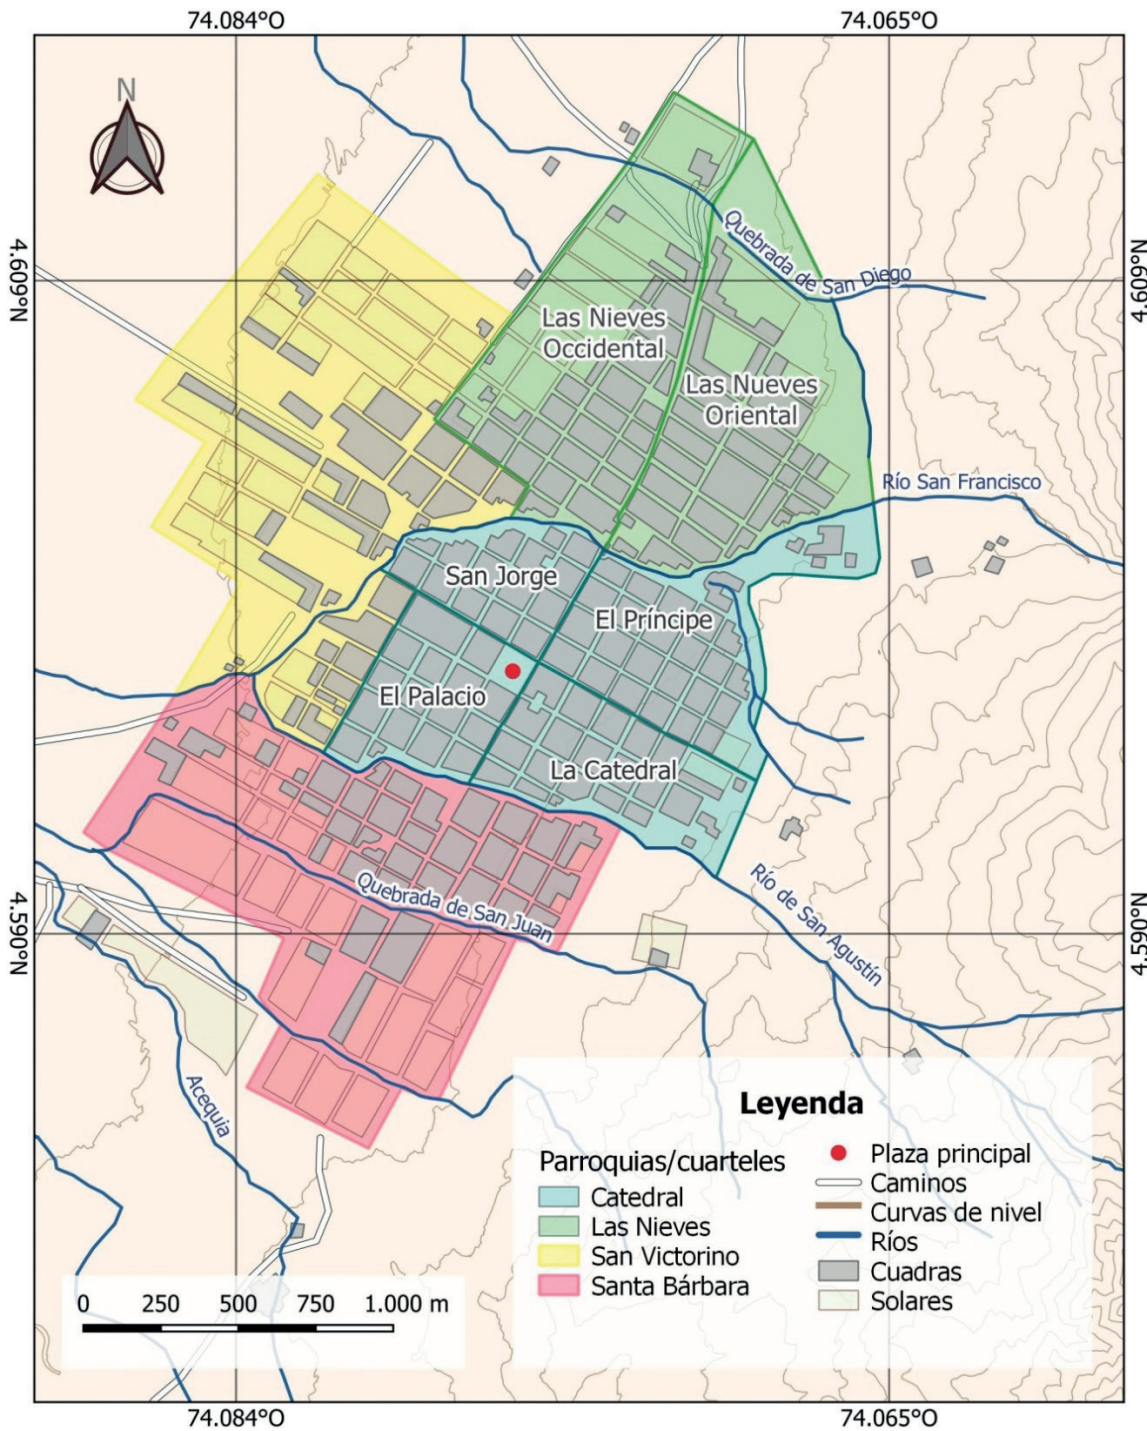 74.084°O
74.065°O
N
4.609°N
4.609°N
Quebrada de San Diego
Las Nieves
Occidental
Las Nueves
Oriental
Río San Francisco
San Jorge
El Príncipe
El Palacio
La Catedral
Quebrada de San Juan
Río de San Agustín
4.590°N
4.590°N
Acequia
Leyenda
Parroquias/cuarteles
Catedral
Las Nieves
San Victorino
Santa Bárbara
Plaza principal
Caminos
Curvas de nivel
Ríos
Cuadras
Solares
0 250 500 750 1.000 m
74.084°O
74.065°O